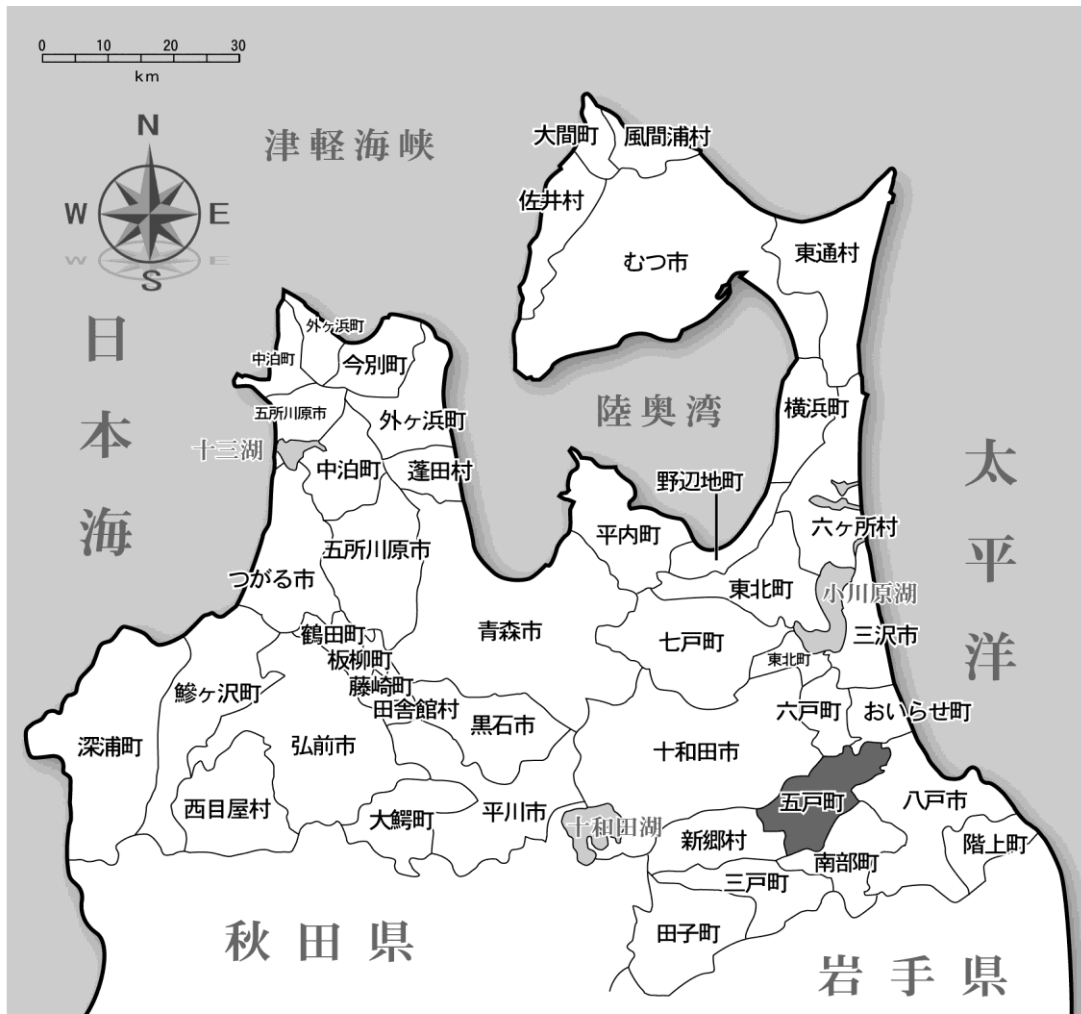 0 10 20 30
km
N
W E
W E
S
津軽海峡
日本海
陸奥湾
太平洋
大間町
風間浦村
佐井村
むつ市
東通村
外ヶ浜町
中泊町
今別町
五所川原市
外ヶ浜町
十三湖
中泊町
蓬田村
横浜町
野辺地町
平内町
六ヶ所村
五所川原市
つがる市
東北町
小川原湖
鶴田町
青森市
七戸町
三沢市
板柳町
東北町
藤崎町
鰺ヶ沢町
田舎館村
黒石市
六戸町
おいらせ町
深浦町
弘前市
十和田市
西目屋村
大鰐町
平川市
十和田湖
五戸町
八戸市
新郷村
南部町
階上町
三戸町
田子町
秋田県
岩手県